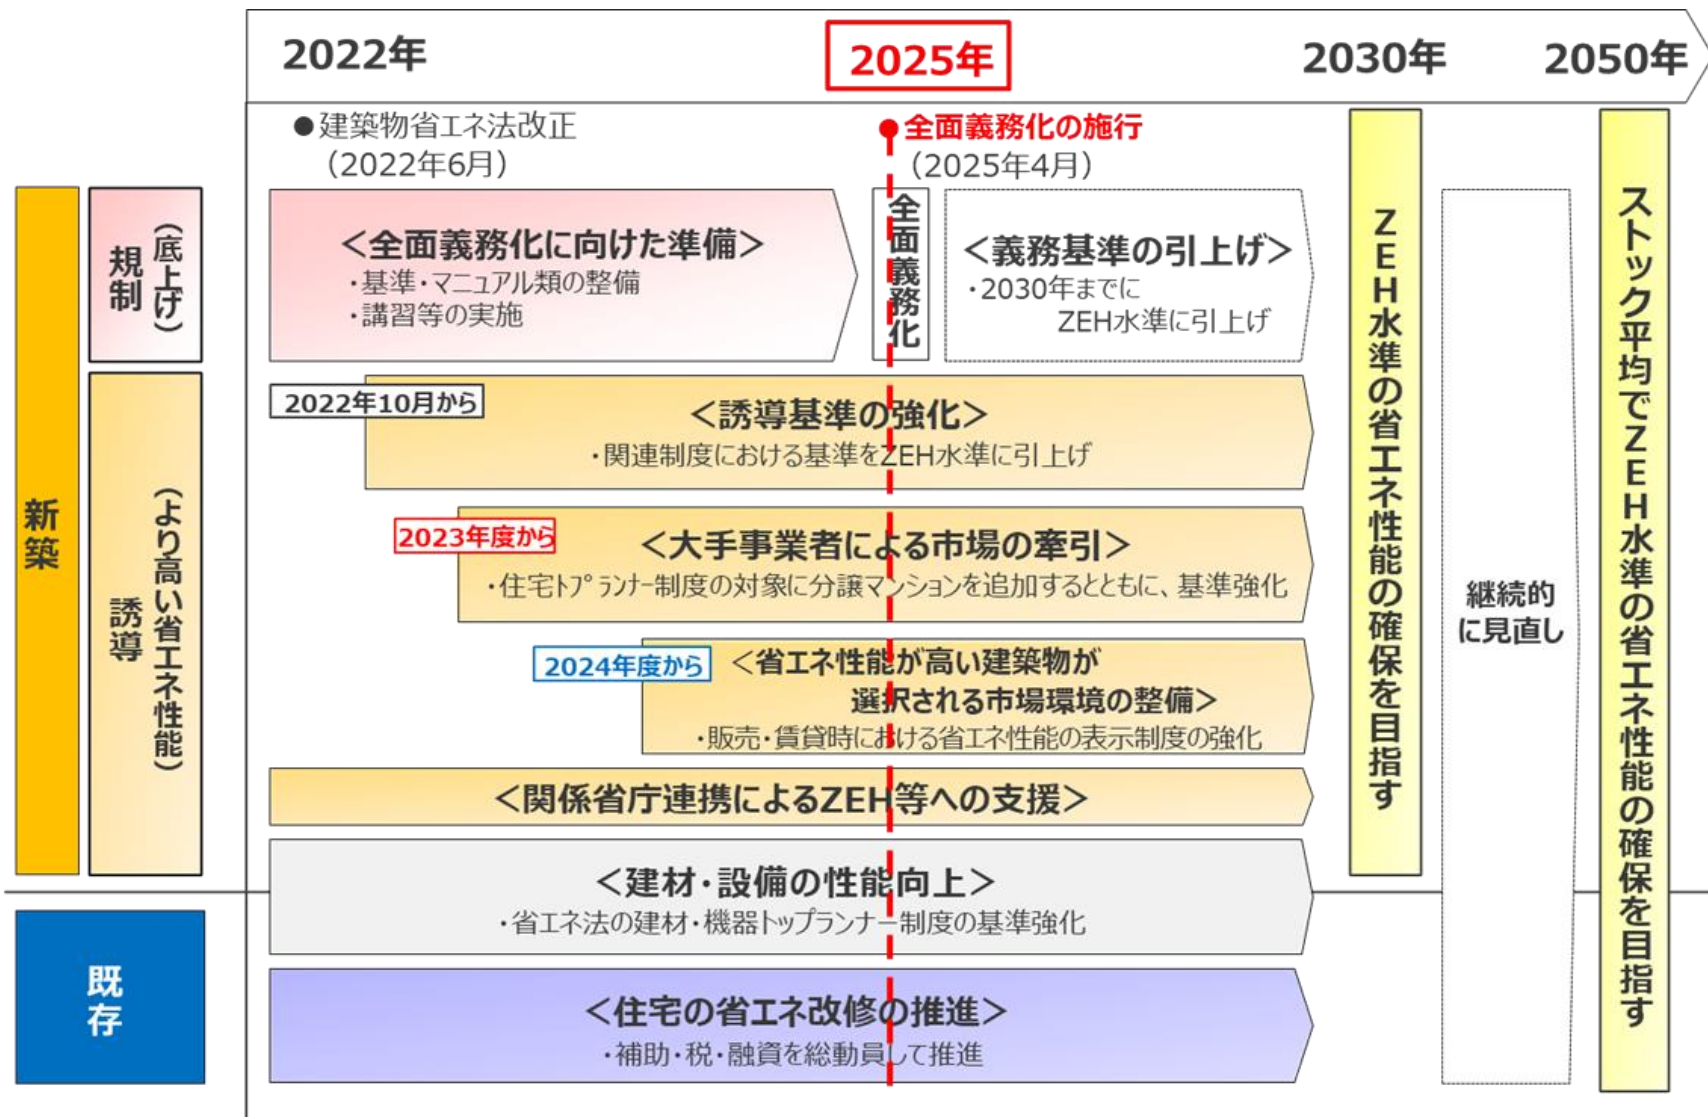 2022年
2025年
2030年
2050年
●建築物省エネ法改正
（2022年6月）
●全面義務化の施行
（2025年4月）
新築
規制
（底上げ）
＜全面義務化に向けた準備＞
・基準・マニュアル類の整備
・講習等の実施
全面義務化
＜義務基準の引上げ＞
・2030年までに
ZEH水準に引上げ
誘導
（より高い省エネ性能）
2022年10月から
＜誘導基準の強化＞
・関連制度における基準をZEH水準に引上げ
2023年度から
＜大手事業者による市場の牽引＞
・住宅トプランナー制度の対象に分譲マンションを追加するとともに、基準強化
2024年度から
＜省エネ性能が高い建築物が
選択される市場環境の整備＞
・販売・賃貸時における省エネ性能の表示制度の強化
＜関係省庁連携によるZEH等への支援＞
＜建材・設備の性能向上＞
・省エネ法の建材・機器トップランナー制度の基準強化
既存
＜住宅の省エネ改修の推進＞
・補助・税・融資を総動員して推進
ZEH水準の省エネ性能の確保を目指す
継続的
に見直し
ストック平均でZEH水準の省エネ性能の確保を目指す